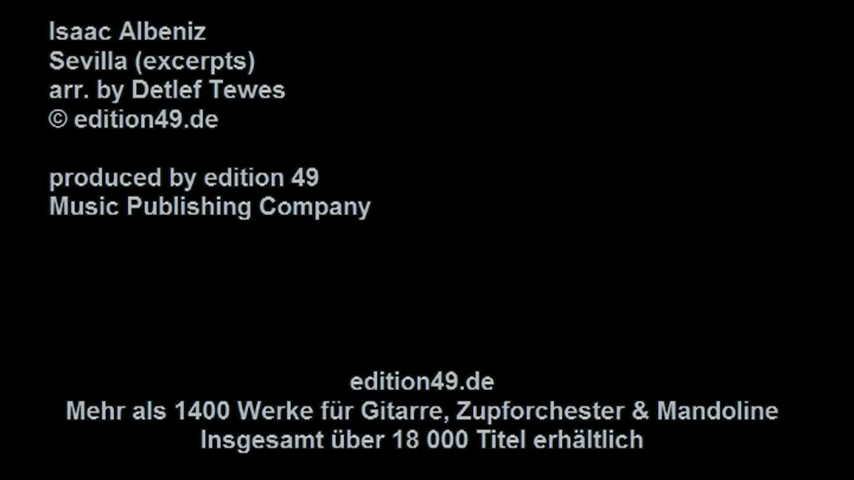 Isaac Albeniz
Sevilla (excerpts)
arr. by Detlef Tewes
© edition49.de
produced by edition 49
Music Publishing Company
edition49.de
Mehr als 1400 Werke für Gitarre, Zupforchester & Mandoline
Insgesamt über 18 000 Titel erhältlich